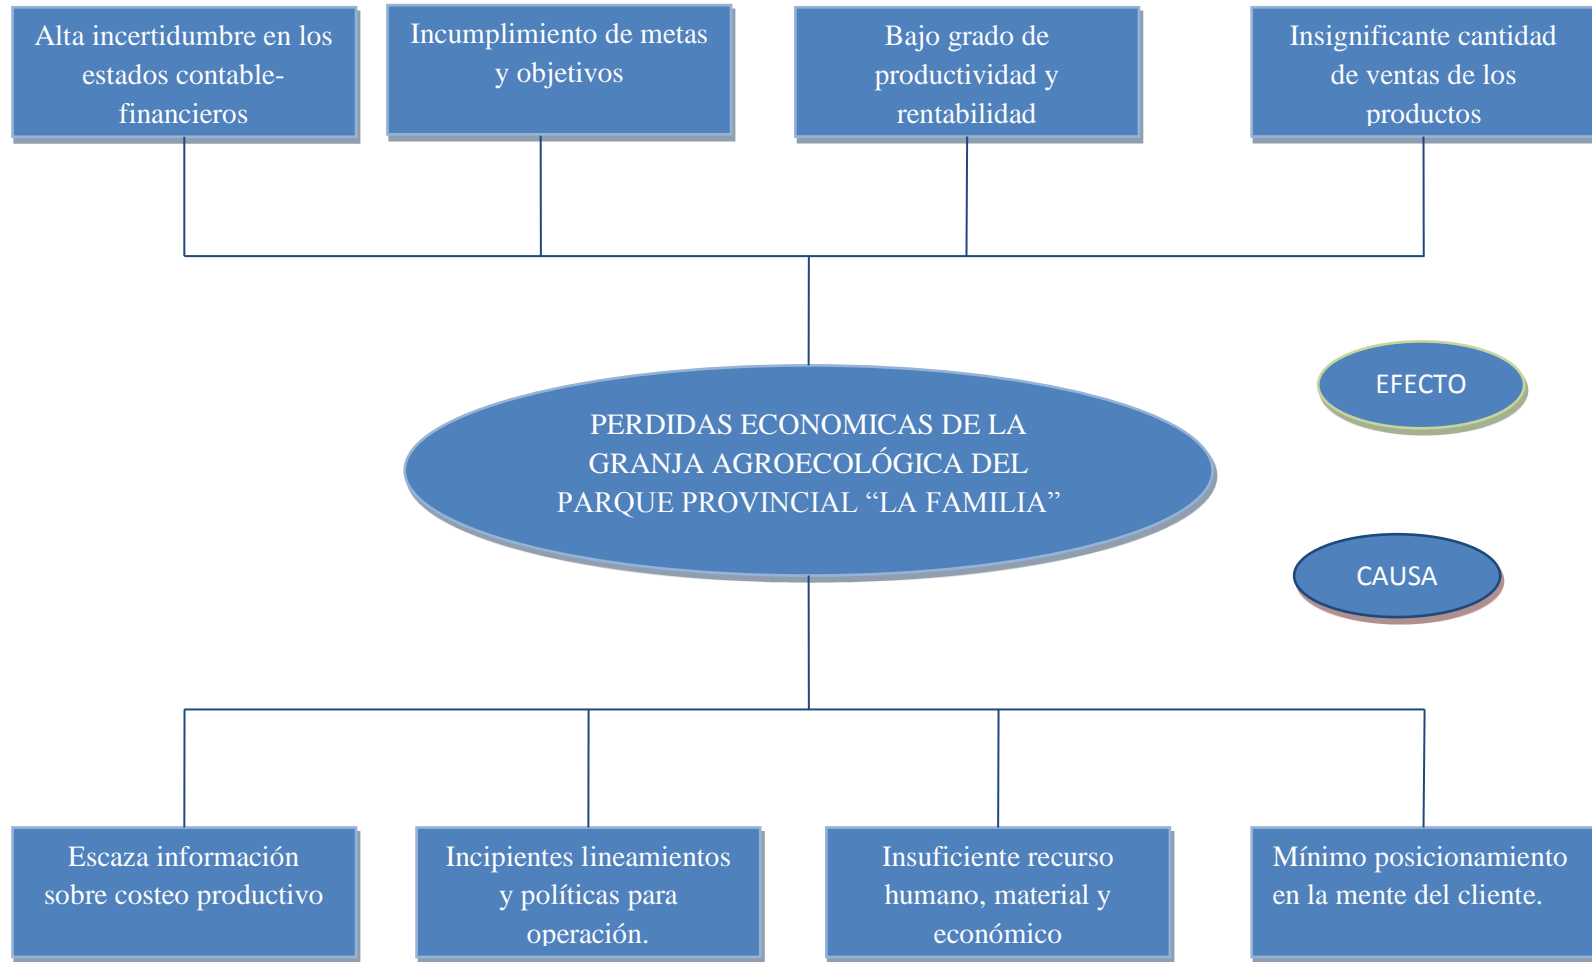 Alta incertidumbre en los
estados contable-
financieros
Incumplimiento de metas
y objetivos
Bajo grado de
productividad y
rentabilidad
Insignificante cantidad
de ventas de los
productos
PERDIDAS ECONOMICAS DE LA
GRANJA AGROECOLÓGICA DEL
PARQUE PROVINCIAL “LA FAMILIA”
EFECTO
CAUSA
Escaza información
sobre costeo productivo
Incipientes lineamientos
y políticas para
operación.
Insuficiente recurso
humano, material y
económico
Mínimo posicionamiento
en la mente del cliente.